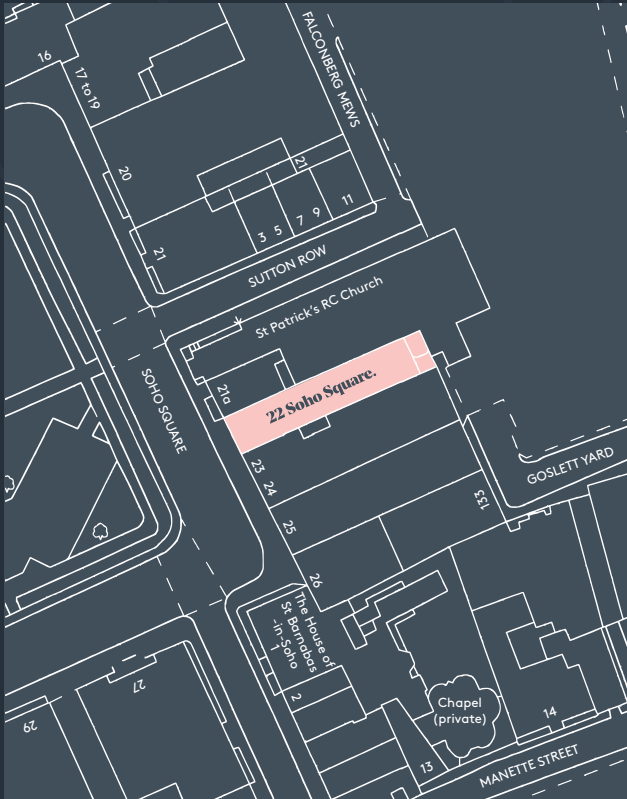 16
17 to 19
FALCONBERG MEWS
20
21
21
3
5
7
9
11
SUTTON ROW
St Patrick's RC Church
SOHO SQUARE
21a
22 Soho Square.
23
24
25
26
133
GOSLETT YARD
The House of
St Barnabas
-in-Soho
1
2
27
29
Chapel
(private)
13
14
MANETTE STREET